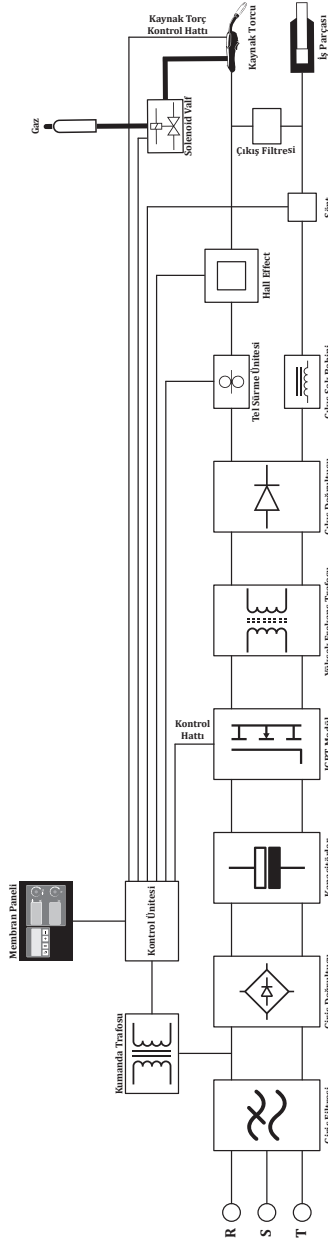 Gaz
Kaynak Torç
Kontrol Hattı
Solenoid Valf
Kaynak Torcu
İş Parçası
Çıkış Filtresi
Şönt
Hall Effect
Tel Sürme Ünitesi
Çıkış Şok Bobini
Çıkış Doğrultucu
Yüksek Frekans Trafosu
Kontrol
Hattı
IGBT Modül
Kapasitörler
Membran Paneli
Kontrol Ünitesi
Kumanda Trafosu
Giriş Doğrultucu
Giriş Filtresi
R
S
T